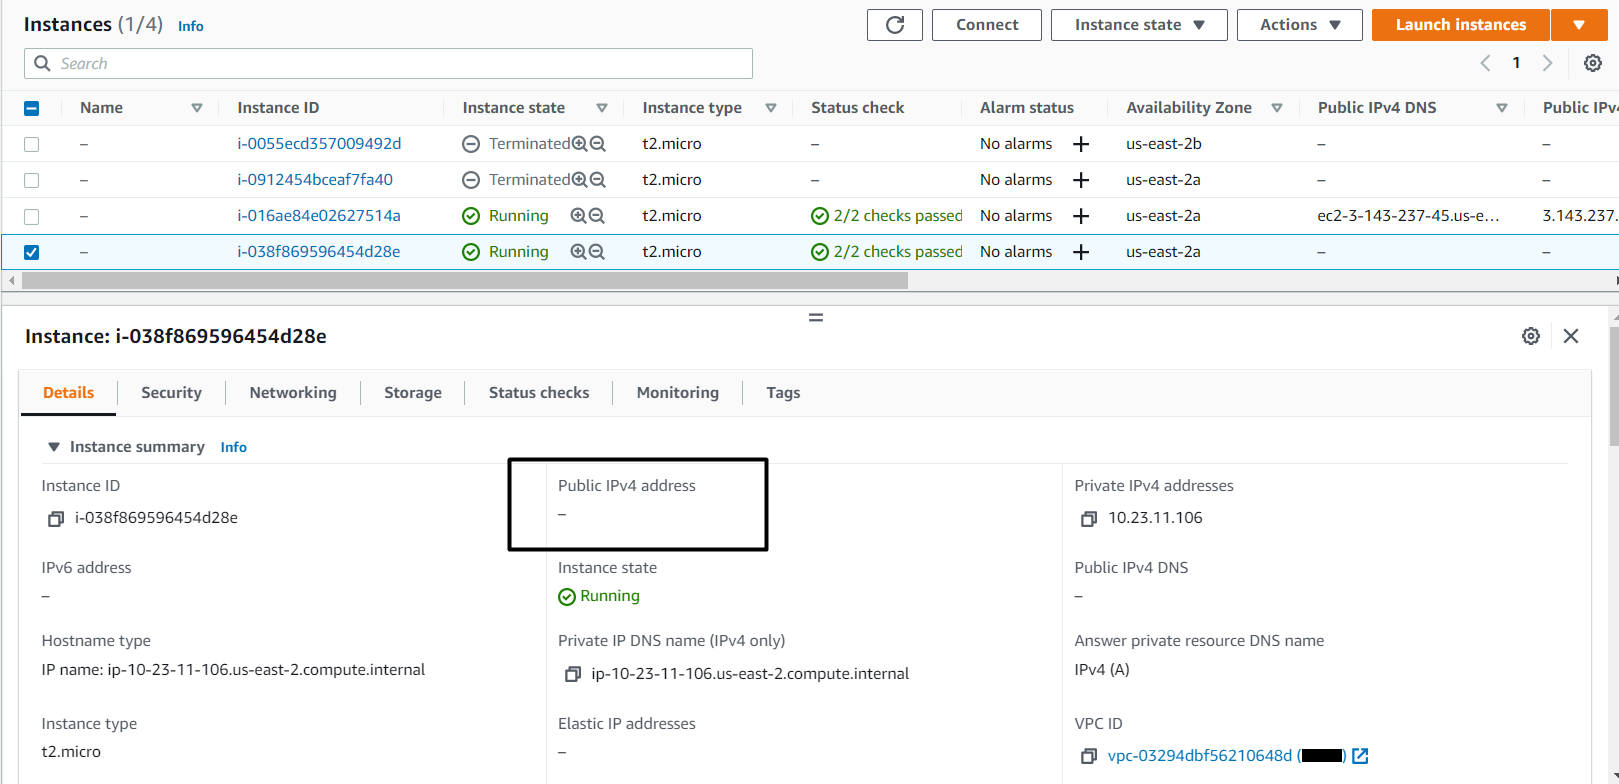 Instances (1/4) Info Connect Instance state Actions Launch instances
Search 1
Name Instance ID Instance state Instance type Status check Alarm status Availability Zone Public IPv4 DNS Public IPv4
– i-0055ecd357009492d Terminated t2.micro – No alarms + us-east-2b – –
– i-0912454bceaf7fa40 Terminated t2.micro – No alarms + us-east-2a – –
– i-016ae84e02627514a Running t2.micro 2/2 checks passed No alarms + us-east-2a ec2-3-143-237-45.us-e... 3.143.237.
– i-038f869596454d28e Running t2.micro 2/2 checks passed No alarms + us-east-2a – –
Instance: i-038f869596454d28e
Details Security Networking Storage Status checks Monitoring Tags
Instance summary Info
Instance ID Public IPv4 address Private IPv4 addresses
i-038f869596454d28e – 10.23.11.106
IPv6 address Instance state Public IPv4 DNS
– Running –
Hostname type Private IP DNS name (IPv4 only) Answer private resource DNS name
IP name: ip-10-23-11-106.us-east-2.compute.internal ip-10-23-11-106.us-east-2.compute.internal IPv4 (A)
Instance type Elastic IP addresses VPC ID
t2.micro – vpc-03294dbf56210648d ( )